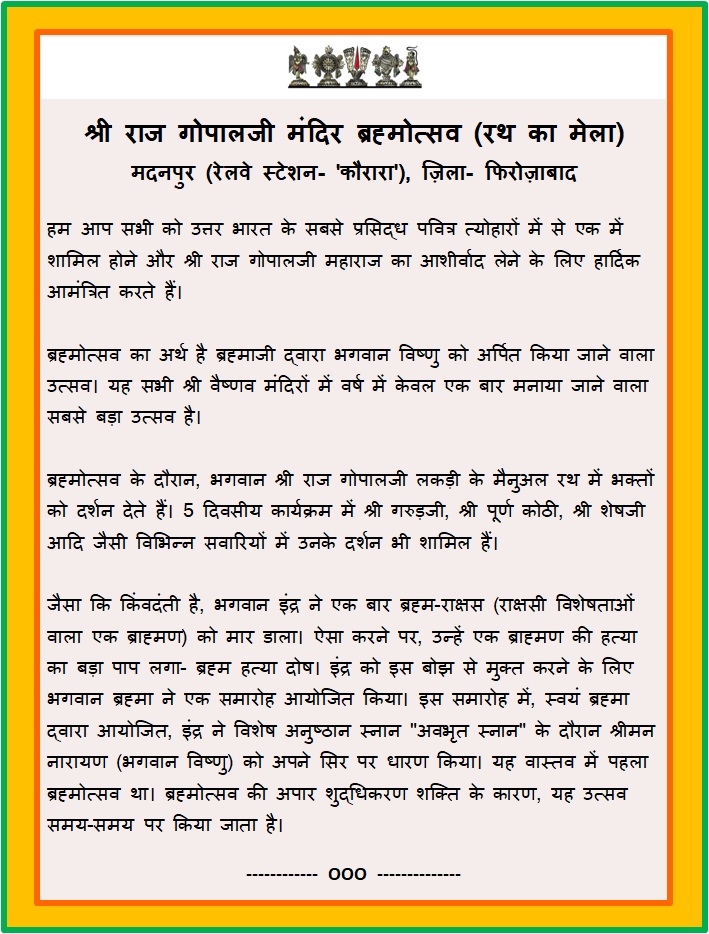 श्री राज गोपालजी मंदिर ब्रह्मोत्सव (रथ का मेला)
मदनपुर (रेलवे स्टेशन- 'कौरारा'), ज़िला- फिरोज़ाबाद
हम आप सभी को उत्तर भारत के सबसे प्रसिद्ध पवित्र त्योहारों में से एक में
शामिल होने और श्री राज गोपालजी महाराज का आशीर्वाद लेने के लिए हार्दिक
आमंत्रित करते हैं।
ब्रह्मोत्सव का अर्थ है ब्रह्माजी द्वारा भगवान विष्णु को अर्पित किया जाने वाला
उत्सव। यह सभी श्री वैष्णव मंदिरों में वर्ष में केवल एक बार मनाया जाने वाला
सबसे बड़ा उत्सव है।
ब्रह्मोत्सव के दौरान, भगवान श्री राज गोपालजी लकड़ी के मैनुअल रथ में भक्तों
को दर्शन देते हैं। 5 दिवसीय कार्यक्रम में श्री गरुड़जी, श्री पूर्ण कोठी, श्री शेषजी
आदि जैसी विभिन्न सवारियों में उनके दर्शन भी शामिल हैं।
जैसा कि किंवदंती है, भगवान इंद्र ने एक बार ब्रह्म-राक्षस (राक्षसी विशेषताओं
वाला एक ब्राह्मण) को मार डाला। ऐसा करने पर, उन्हें एक ब्राह्मण की हत्या
का बड़ा पाप लगा- ब्रह्म हत्या दोष। इंद्र को इस बोझ से मुक्त करने के लिए
भगवान ब्रह्मा ने एक समारोह आयोजित किया। इस समारोह में, स्वयं ब्रह्मा
द्वारा आयोजित, इंद्र ने विशेष अनुष्ठान स्नान "अवभृत स्नान" के दौरान श्रीमन
नारायण (भगवान विष्णु) को अपने सिर पर धारण किया। यह वास्तव में पहला
ब्रह्मोत्सव था। ब्रह्मोत्सव की अपार शुद्धिकरण शक्ति के कारण, यह उत्सव
समय-समय पर किया जाता है।
------------ OOO --------------